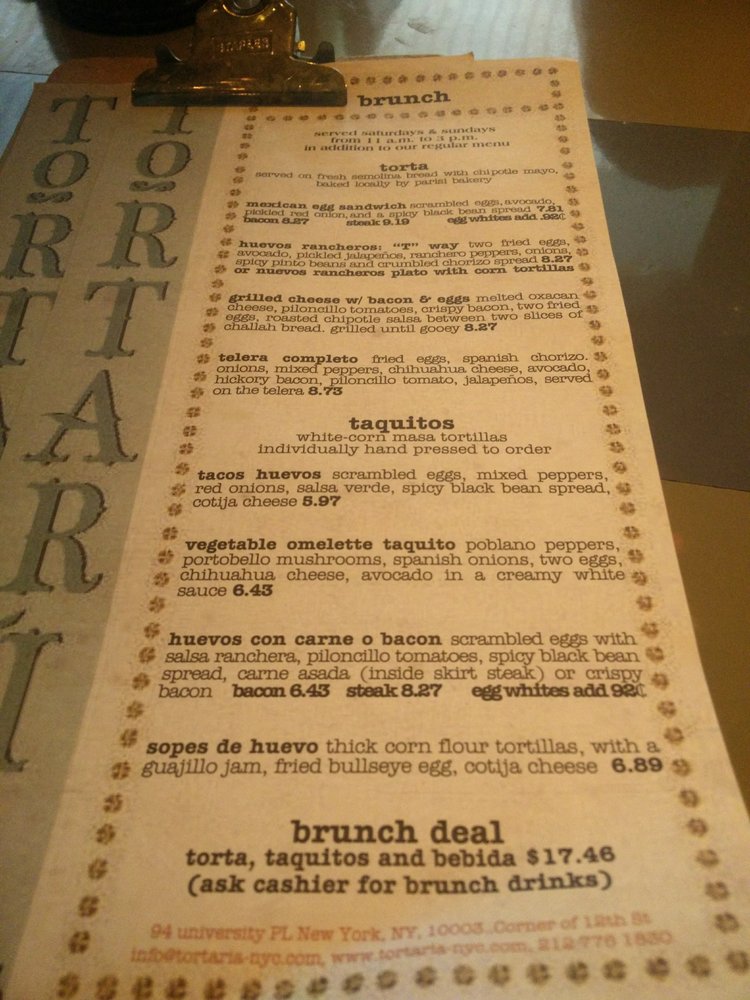 STAPLES
TORTARÍ
TORTARÍ
brunch
served saturdays & sundays
from 11 a.m. to 3 p.m.
in addition to our regular menu
torta
served on fresh semolina bread with chipotle mayo,
baked locally by parisi bakery
mexican egg sandwich scrambled eggs, avocado,
pickled red onion, and a spicy black bean spread 7.81
bacon 8.27 steak 9.19 egg whites add .92¢
huevos rancheros: "T" way two fried eggs,
avocado, pickled jalapeños, ranchero peppers, onions,
spicy pinto beans and crumbled chorizo spread 8.27
or nuevos rancheros plato with corn tortillas
grilled cheese w/ bacon & eggs melted oxacan
cheese, piloncillo tomatoes, crispy bacon, two fried
eggs, roasted chipotle salsa between two slices of
challah bread. grilled until gooey 8.27
telera completo fried eggs, spanish chorizo.
onions, mixed peppers, chihuahua cheese, avocado,
hickory bacon, piloncillo tomato, jalapeños, served
on the telera 8.73
taquitos
white-corn masa tortillas
individually hand pressed to order
tacos huevos scrambled eggs, mixed peppers,
red onions, salsa verde, spicy black bean spread,
cotija cheese 5.97
vegetable omelette taquito poblano peppers,
portobello mushrooms, spanish onions, two eggs,
chihuahua cheese, avocado in a creamy white
sauce 6.43
huevos con carne o bacon scrambled eggs with
salsa ranchera, piloncillo tomatoes, spicy black bean
spread, carne asada (inside skirt steak) or crispy
bacon bacon 6.43 steak 8.27 egg whites add 92¢
sopes de huevo thick corn flour tortillas, with a
guajillo jam, fried bullseye egg, cotija cheese 6.89
brunch deal
torta, taquitos and bebida $17.46
(ask cashier for brunch drinks)
94 university PL New York, NY, 10003..Corner of 12th St
info@tortaria-nyc.com, www.tortaria-nyc.com, 212 776 1830